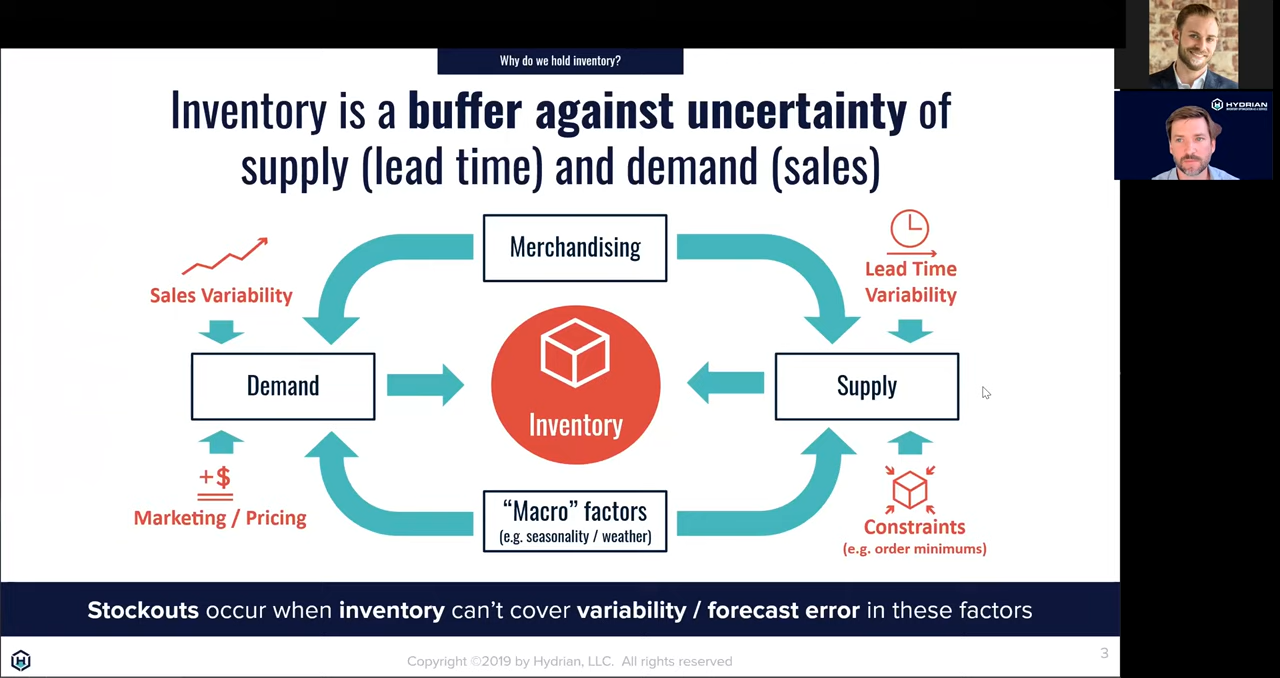 Why do we hold inventory?
Inventory is a buffer against uncertainty of
supply (lead time) and demand (sales)
Merchandising
Sales Variability
Lead Time
Variability
Demand
Inventory
Supply
+$
Marketing / Pricing
“Macro” factors
(e.g. seasonality / weather)
Constraints
(e.g. order minimums)
Stockouts occur when inventory can’t cover variability / forecast error in these factors
Copyright ©2019 by Hydrian, LLC. All rights reserved
3
HYDRIAN